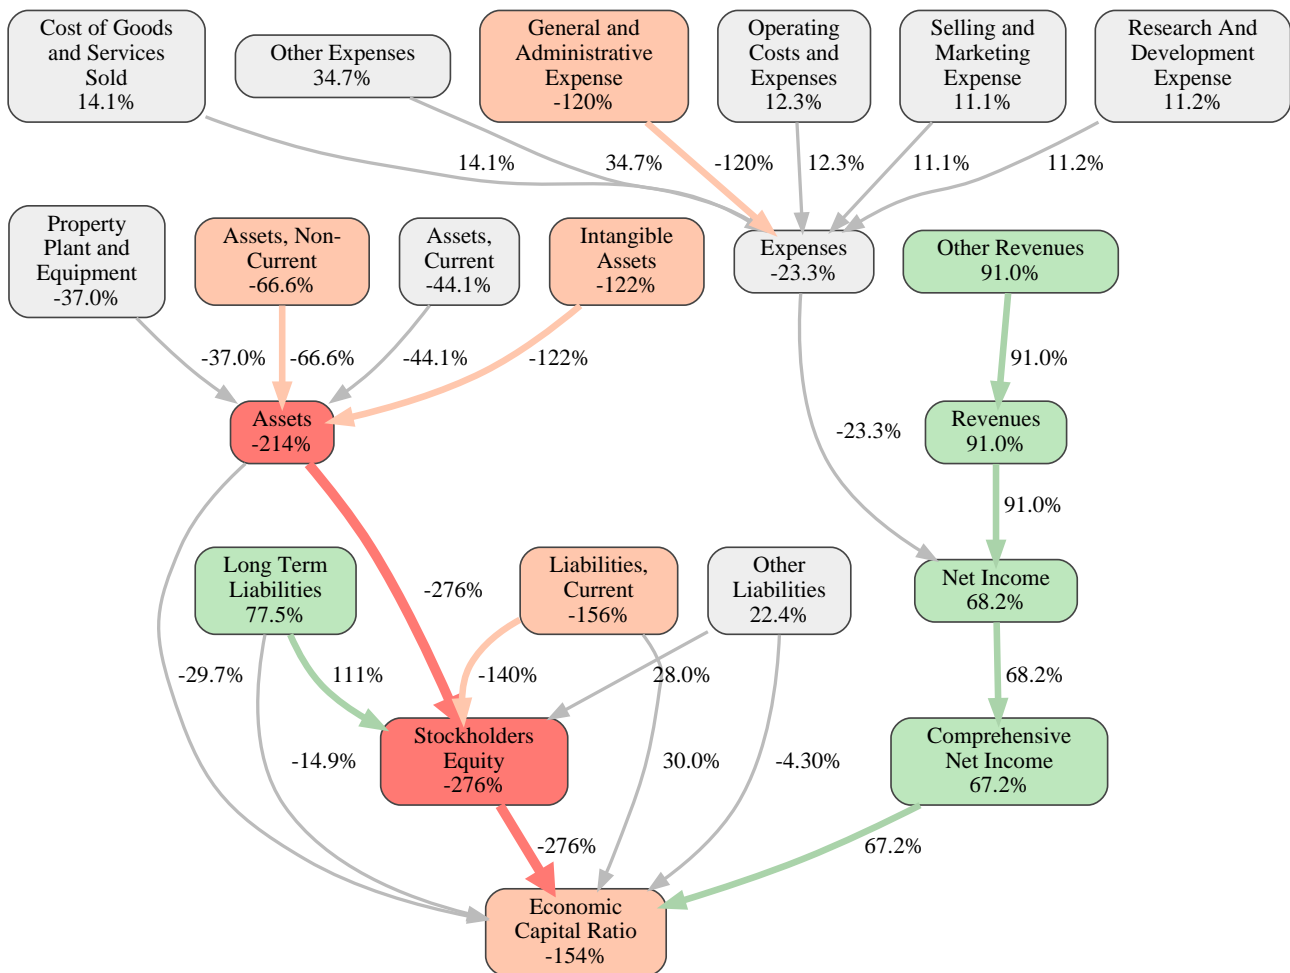 Cost of Goods
and Services
Sold
14.1%
Other Expenses
34.7%
General and
Administrative
Expense
-120%
Operating
Costs and
Expenses
12.3%
Selling and
Marketing
Expense
11.1%
Research And
Development
Expense
11.2%
14.1%
34.7%
-120%
12.3%
11.1%
11.2%
Property
Plant and
Equipment
-37.0%
Assets, Non-
Current
-66.6%
Assets,
Current
-44.1%
Intangible
Assets
-122%
Expenses
-23.3%
Other Revenues
91.0%
-37.0%
-66.6%
-44.1%
-122%
91.0%
Assets
-214%
-23.3%
Revenues
91.0%
91.0%
Long Term
Liabilities
77.5%
-276%
Liabilities,
Current
-156%
Other
Liabilities
22.4%
Net Income
68.2%
-29.7%
111%
-140%
28.0%
68.2%
Stockholders
Equity
-276%
-14.9%
30.0%
-4.30%
Comprehensive
Net Income
67.2%
-276%
67.2%
Economic
Capital Ratio
-154%